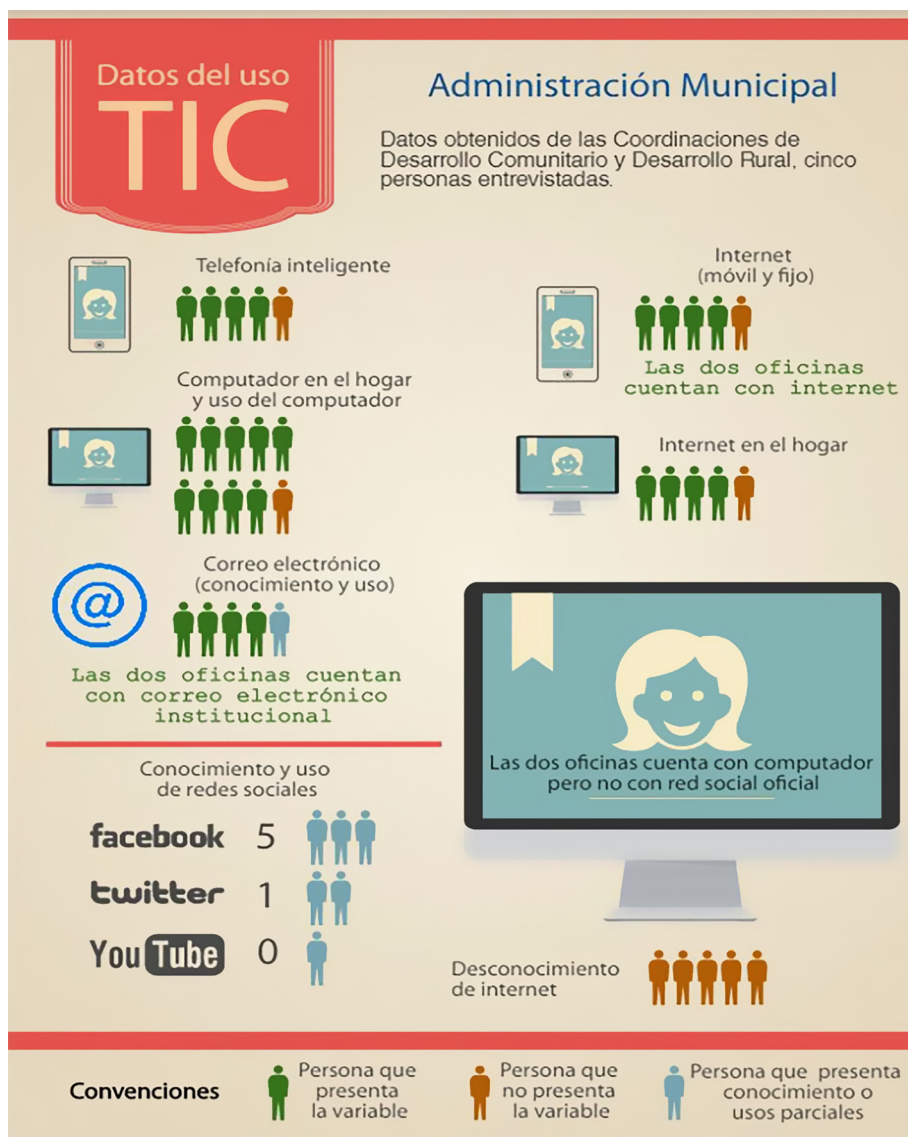 Datos del uso
TIC
Administración Municipal
Datos obtenidos de las Coordinaciones de
Desarrollo Comunitario y Desarrollo Rural, cinco
personas entrevistadas.
Telefonía inteligente
Internet
(móvil y fijo)
Las dos oficinas
cuentan con internet
Computador en el hogar
y uso del computador
Internet en el hogar
Correo electrónico
(conocimiento y uso)
@
Las dos oficinas cuentan
con correo electrónico
institucional
Las dos oficinas cuenta con computador
pero no con red social oficial
Conocimiento y uso
de redes sociales
facebook 5
twitter 1
YouTube 0
Desconocimiento
de internet
Convenciones
Persona que
presenta
la variable
Persona que
no presenta
la variable
Persona que presenta
conocimiento o
usos parciales